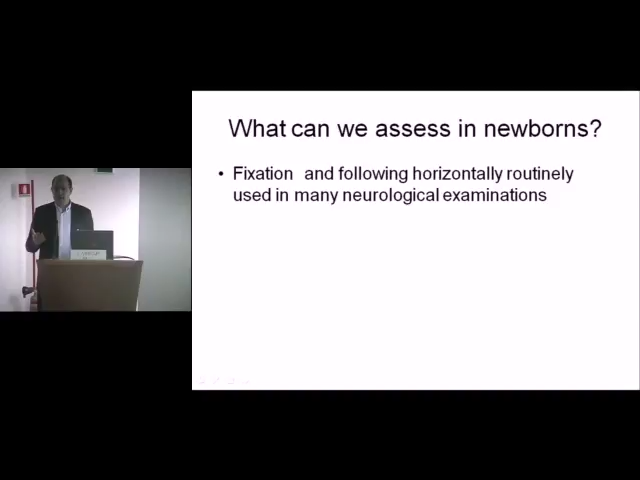 What can we assess in newborns?
• Fixation and following horizontally routinely
used in many neurological examinations